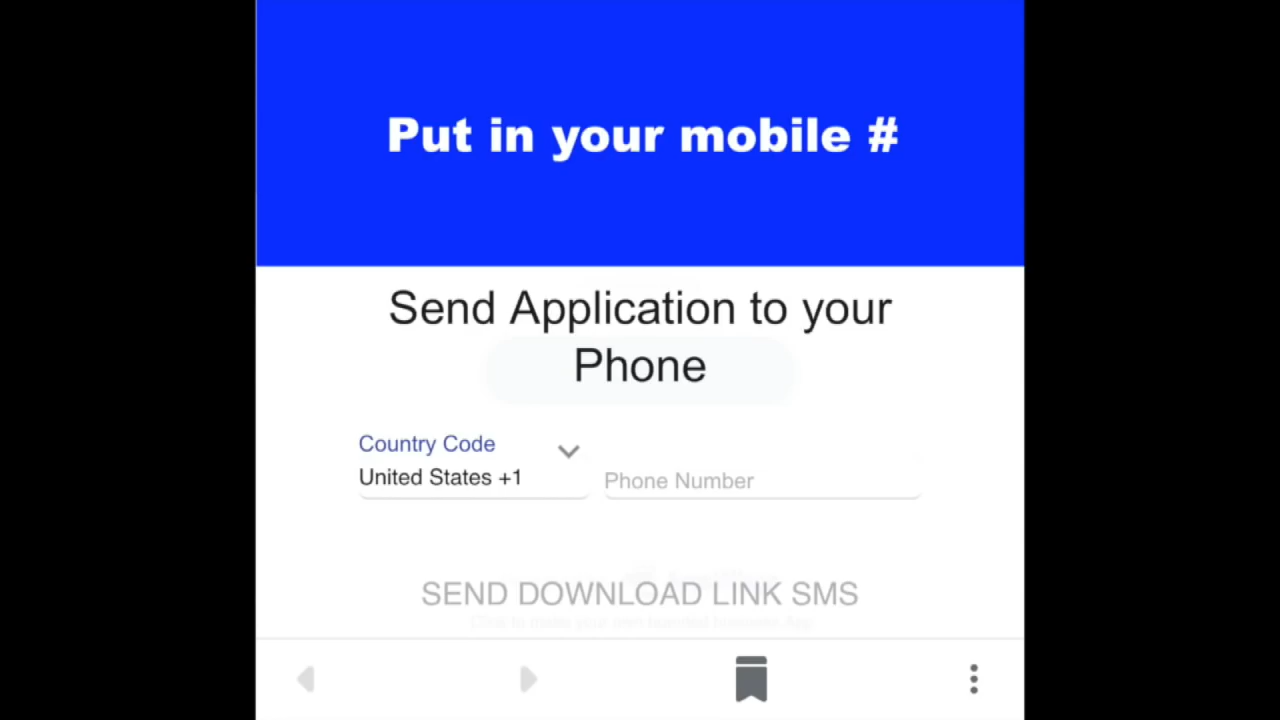 Put in your mobile #
Send Application to your
Phone
Country Code
United States +1
Phone Number
SEND DOWNLOAD LINK SMS